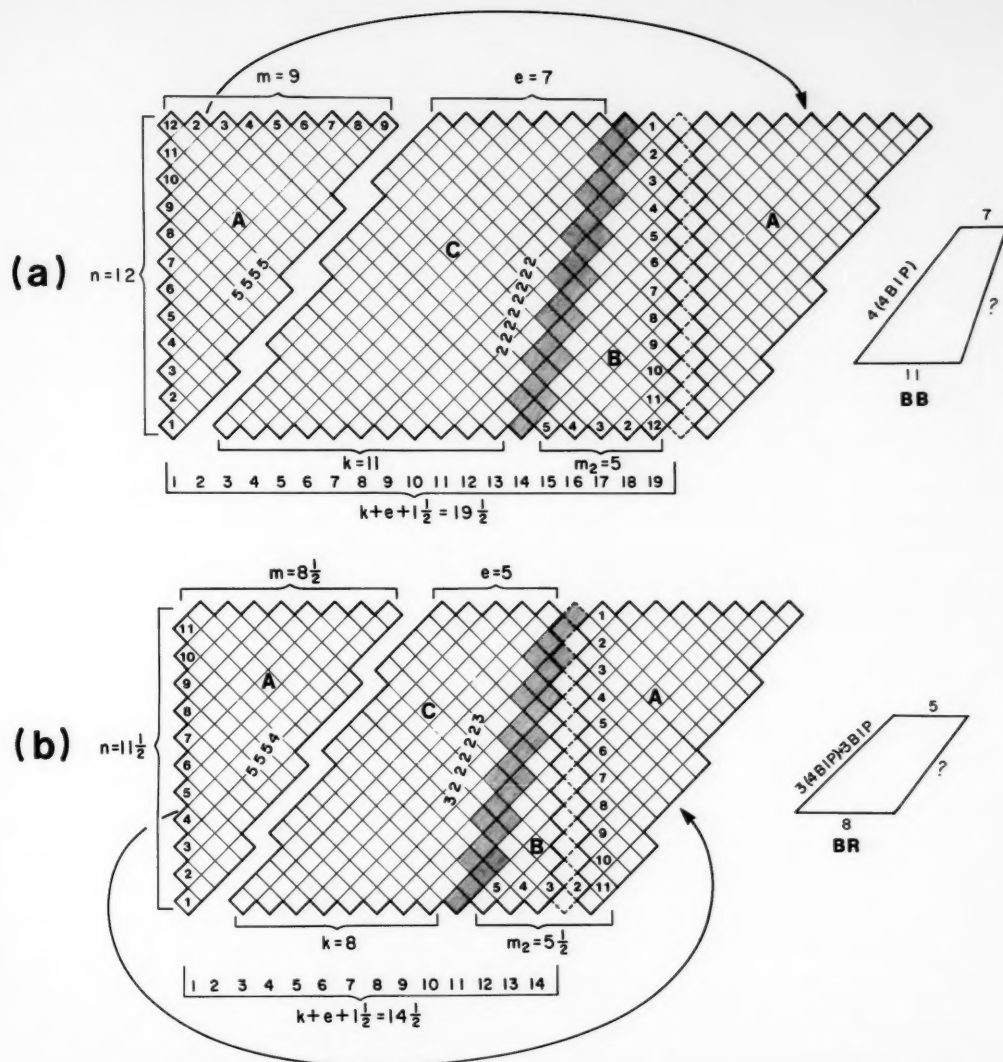 m = 9
e = 7
12 2 3 4 5 6 7 8 9
1
11
2
10
3
9
4
A
C
A
7
8
5
(a)
n=12
7
6
4(4BIP)
6
5555
7
?
5
8
4
2222222222
9
3
B
10
2
11
11
BB
1
5 4 3 2 12
k=11
m₂=5
1 2 3 4 5 6 7 8 9 10 11 12 13 14 15 16 17 18 19
k+e+1½=19½
m=8½
e=5
11
1
10
2
9
A
3
8
C
A
4
(b)
n=11½
7
5
5
6
5554
3222223
6
3(4BIP)+3BIP
?
5
7
4
8
8
3
B
9
BR
2
10
1
5 4 3 2 11
k=8
m₂=5½
1 2 3 4 5 6 7 8 9 10 11 12 13 14
k+e+1½=14½